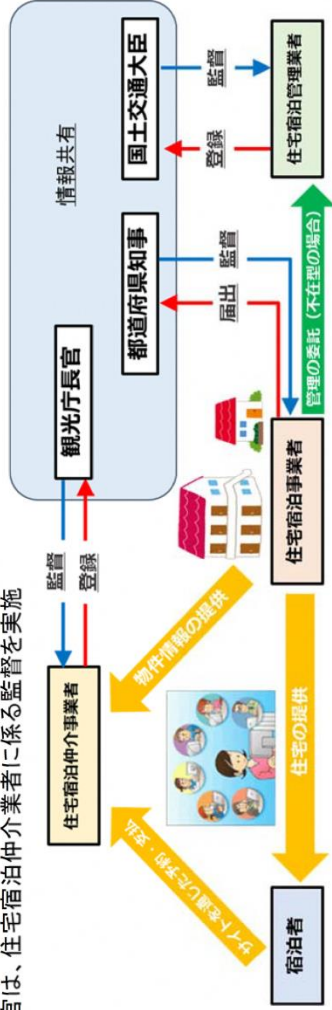 官は、住宅宿泊仲介業者に係る監督を実施
情報共有
観光庁長官
都道府県知事
国土交通大臣
監督
登録
届出
監督
登録
監督
住宅宿泊仲介事業者
物件情報の提供
サイトを通じた予約・支払
宿泊者
住宅の提供
住宅宿泊事業者
管理の委託（不在型の場合）
住宅宿泊管理業者